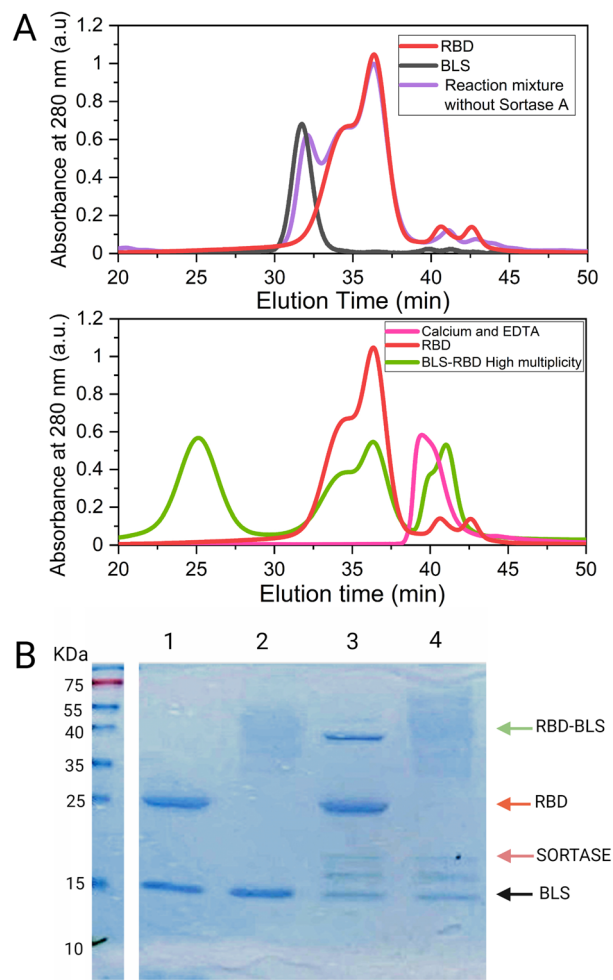 A
Absorbance at 280 nm (a.u)
1.2
1
0.8
0.6
0.4
0.2
0
RBD
BLS
Reaction mixture
without Sortase A
20 25 30 35 40 45 50
Elution Time (min)
Absorbance at 280 nm (a.u.)
1.2
1
0.8
0.6
0.4
0.2
0
Calcium and EDTA
RBD
BLS-RBD High multiplicity
20 25 30 35 40 45 50
Elution time (min)
B
KDa
1 2 3 4
75
55
40
35
25
15
10
RBD-BLS
RBD
SORTASE
BLS